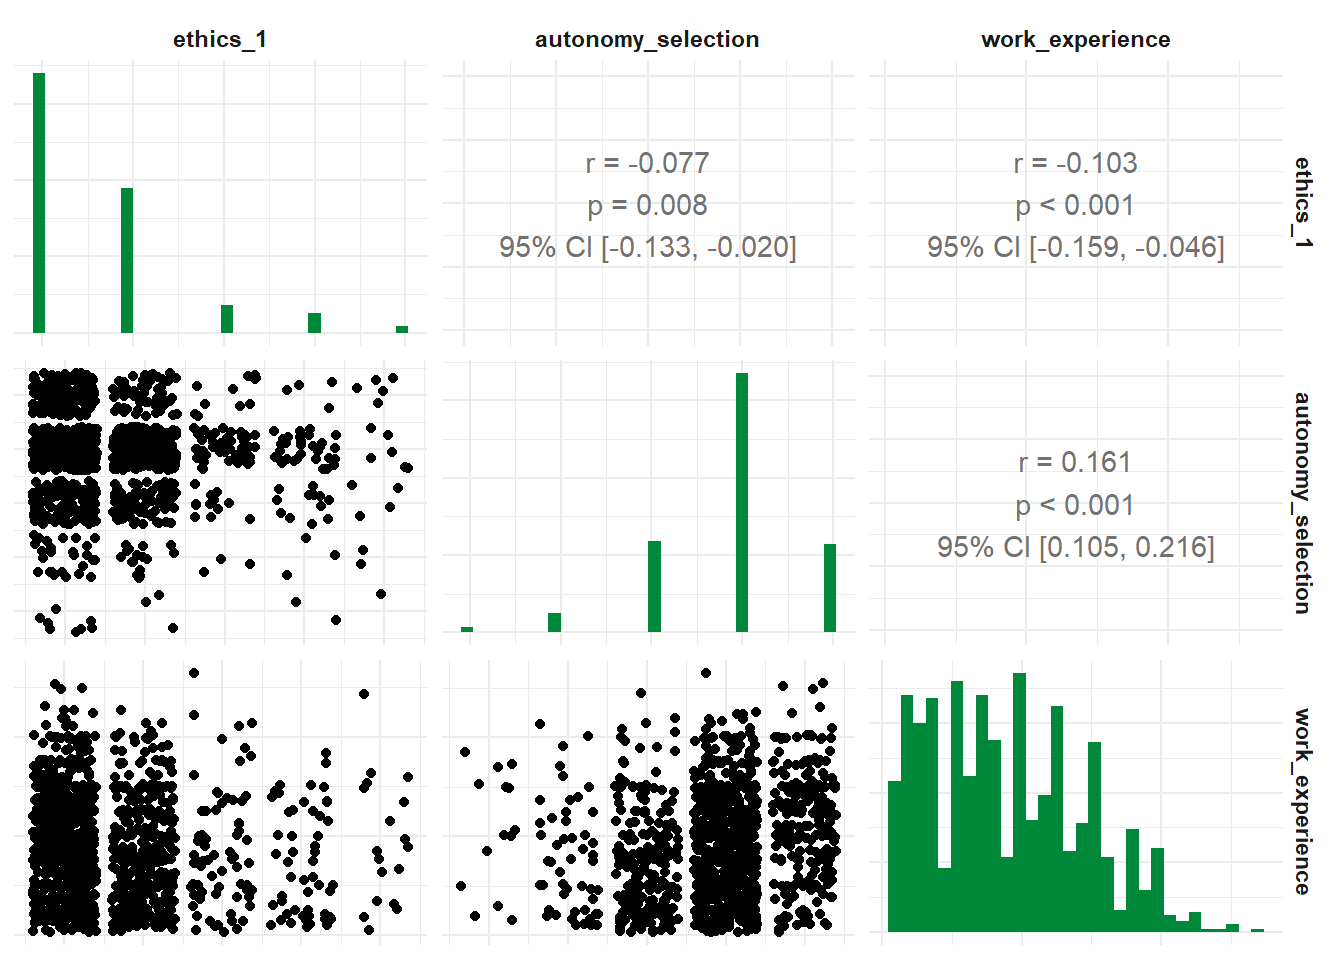 ethics_1
autonomy_selection
work_experience
r = -0.077
p = 0.008
95% CI [-0.133, -0.020]
r = -0.103
p < 0.001
95% CI [-0.159, -0.046]
ethics_1
r = 0.161
p < 0.001
95% CI [0.105, 0.216]
autonomy_selection
work_experience